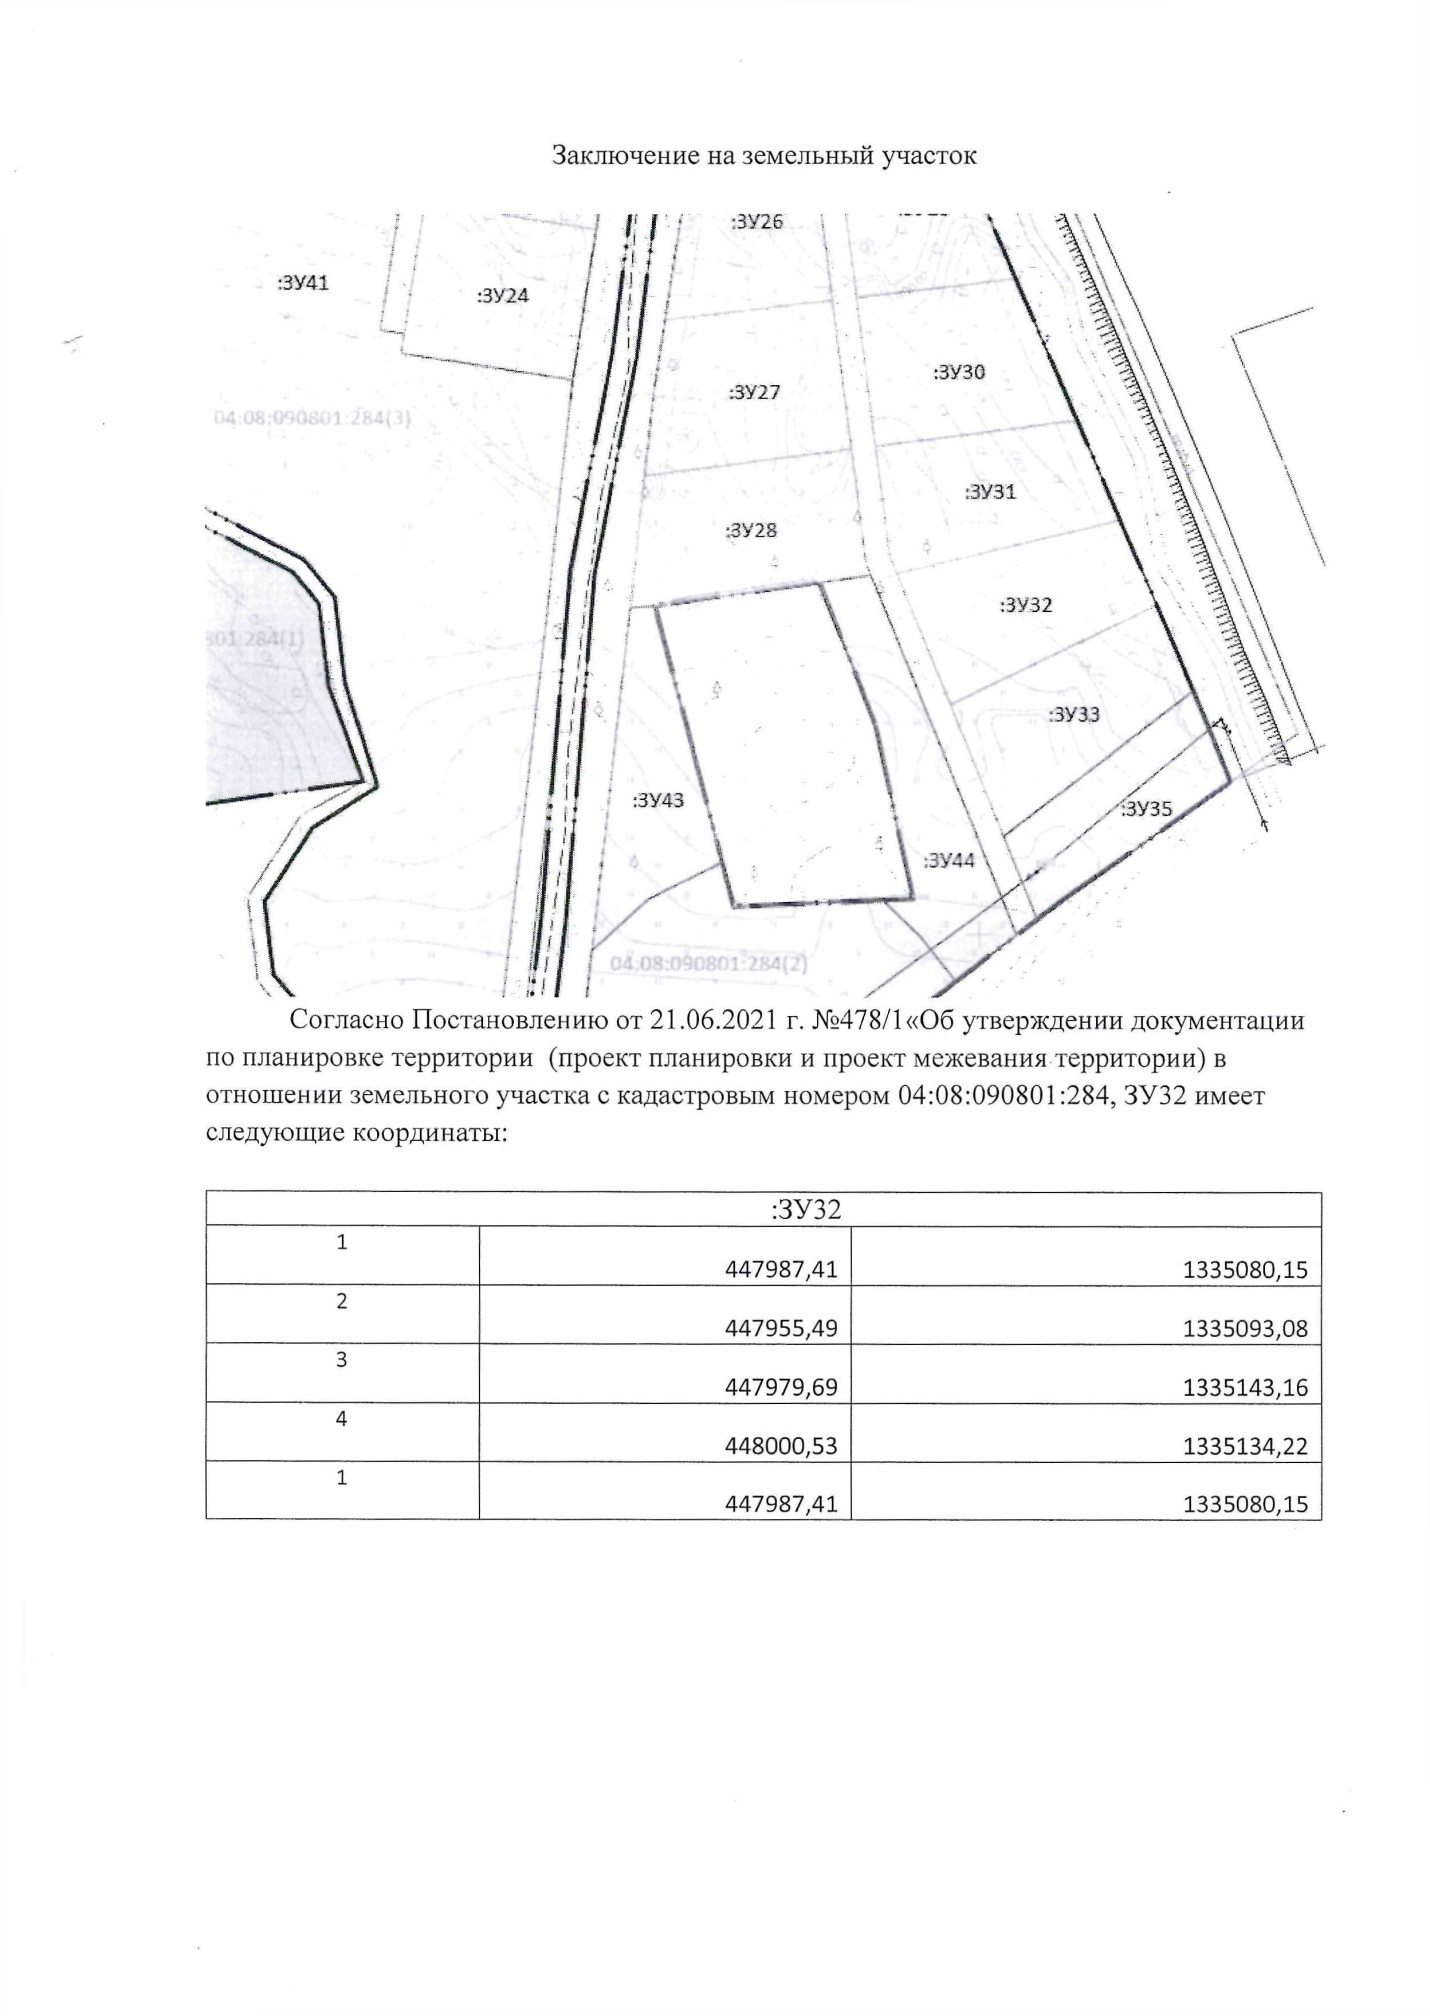 Заключение на земельный участок
:ЗУ26
:ЗУ41
:ЗУ24
:ЗУ27
:ЗУ30
04:08:090801:284(3)
:ЗУ31
:ЗУ28
:ЗУ32
801:284(1)
:ЗУ33
:ЗУ43
:ЗУ35
:ЗУ44
04:08:090801:284(2)
Согласно Постановлению от 21.06.2021 г. №478/1«Об утверждении документации
по планировке территории (проект планировки и проект межевания территории) в
отношении земельного участка с кадастровым номером 04:08:090801:284, ЗУ32 имеет
следующие координаты:
:ЗУ32
1 447987,41 1335080,15
2 447955,49 1335093,08
3 447979,69 1335143,16
4 448000,53 1335134,22
1 447987,41 1335080,15